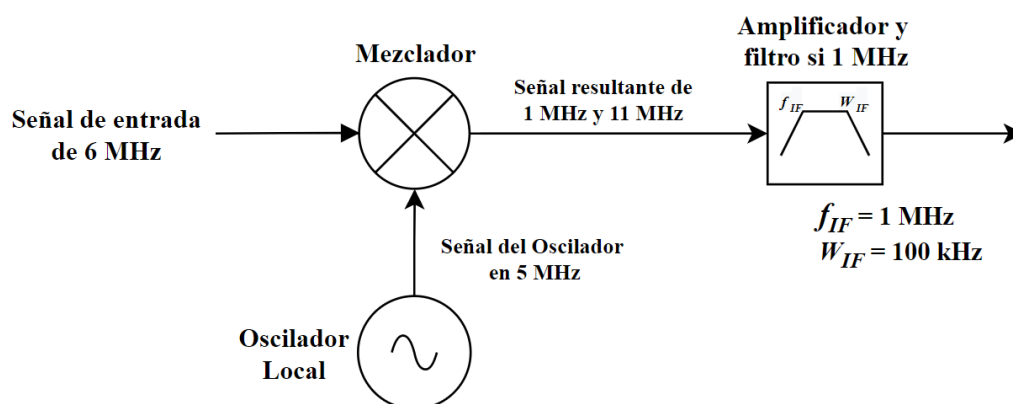 Amplificador y
filtro si 1 MHz
Mezclador
Señal resultante de
1 MHz y 11 MHz
f_IF W_IF
Señal de entrada
de 6 MHz
f_IF = 1 MHz
W_IF = 100 kHz
Señal del Oscilador
en 5 MHz
Oscilador
Local